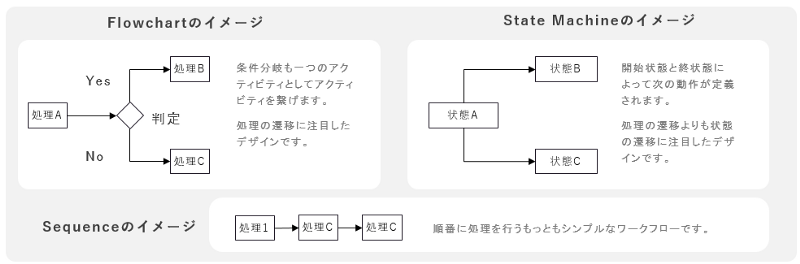 Flowchartのイメージ
Yes
処理A
判定
No
処理B
処理C
条件分岐も一つのアク
ティビティとしてアクティ
ビティを繋げます。
処理の遷移に注目した
デザインです。
State Machineのイメージ
状態A
状態B
状態C
開始状態と終状態に
よって次の動作が定義
されます。
処理の遷移よりも状態
の遷移に注目したデザ
インです。
Sequenceのイメージ
処理1
処理C
処理C
順番に処理を行うもっともシンプルなワークフローです。